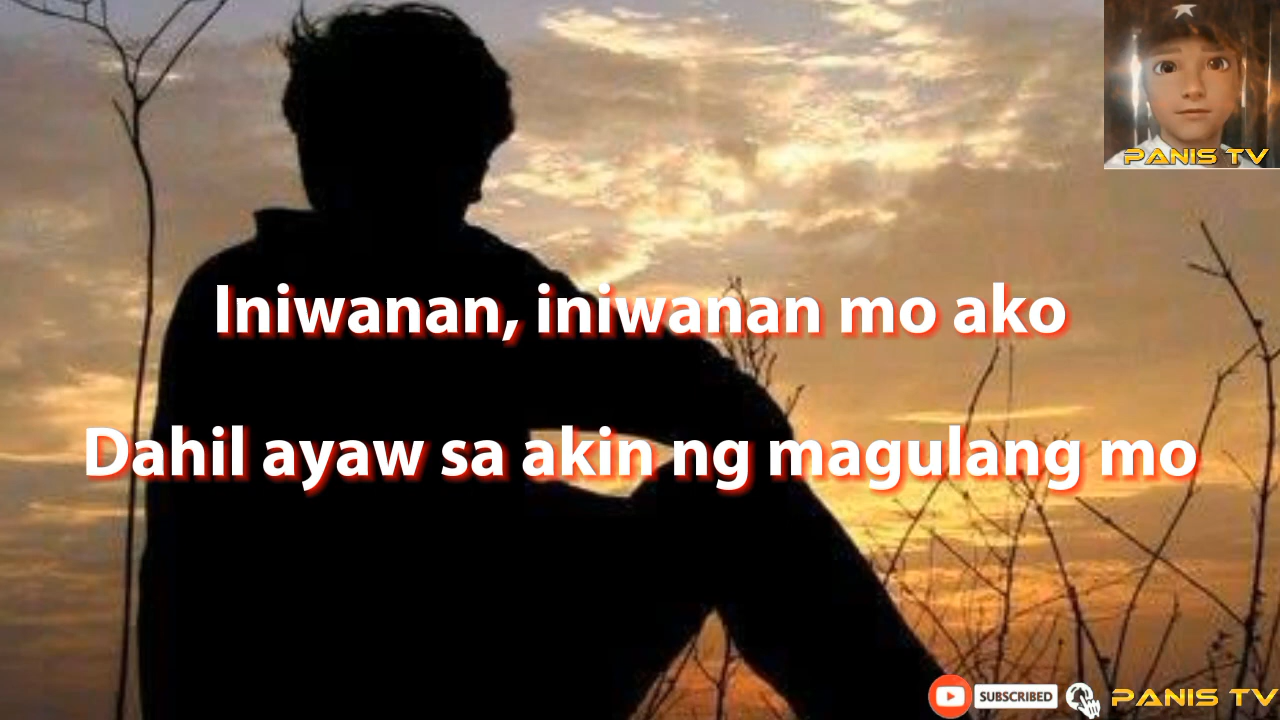 PANIS TV
Iniwanan, iniwanan mo ako
Dahil ayaw sa akin ng magulang mo
SUBSCRIBED
PANIS TV